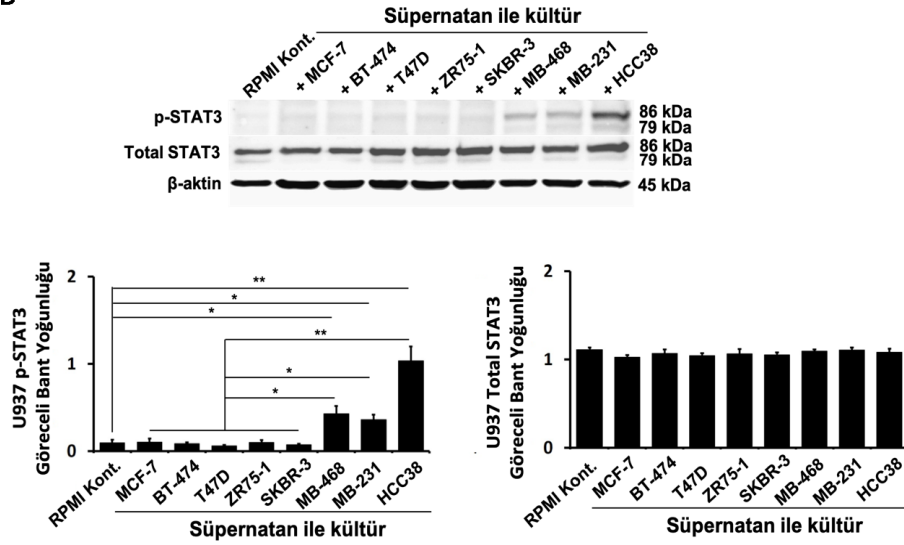 Süpernatan ile kültür
RPMI Kont.
+ MCF-7
+ BT-474
+ T47D
+ ZR75-1
+ SKBR-3
+ MB-468
+ MB-231
+ HCC38
p-STAT3
86 kDa
79 kDa
Total STAT3
86 kDa
79 kDa
β-aktin
45 kDa
U937 p-STAT3
Göreceli Bant Yoğunluğu
2
1
0
**
*
*
**
*
*
RPMI Kont.
MCF-7
BT-474
T47D
ZR75-1
SKBR-3
MB-468
MB-231
HCC38
Süpernatan ile kültür
U937 Total STAT3
Göreceli Bant Yoğunluğu
2
1
0
RPMI Kont.
MCF-7
BT-474
T47D
ZR75-1
SKBR-3
MB-468
MB-231
HCC38
Süpernatan ile kültür